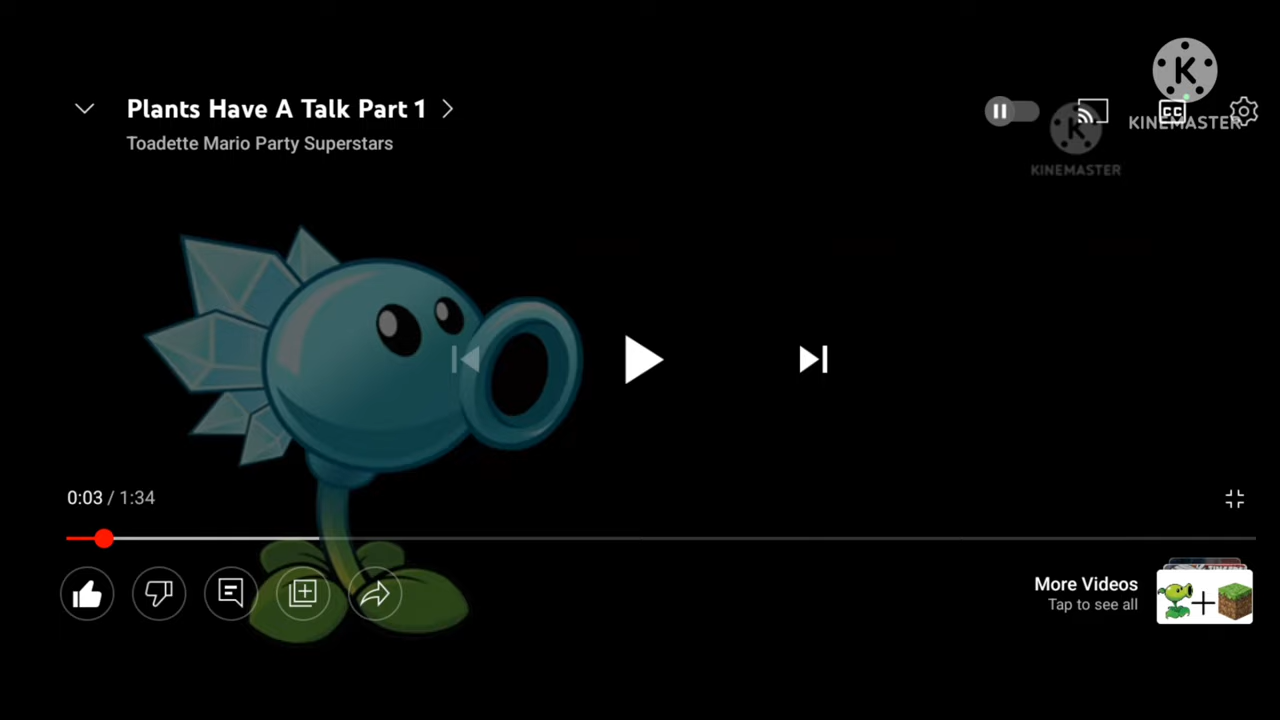 Plants Have A Talk Part 1
Toadette Mario Party Superstars
CC
K
KINEMASTER
K
KINEMASTER
0:03 / 1:34
More Videos
Tap to see all